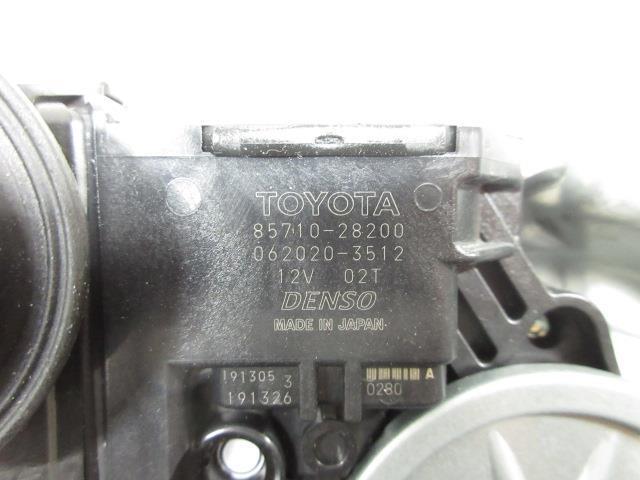 TOYOTA
85710-28200
062020-3512
12V 02T
DENSO
MADE IN JAPAN
191305 3
191326
A
0280